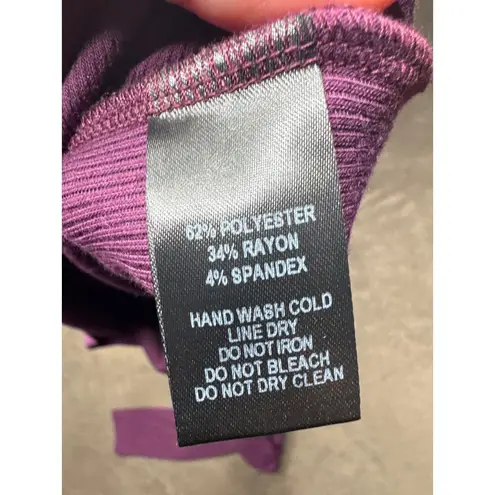 62% POLYESTER
34% RAYON
4% SPANDEX
HAND WASH COLD
LINE DRY
DO NOT IRON
DO NOT BLEACH
DO NOT DRY CLEAN